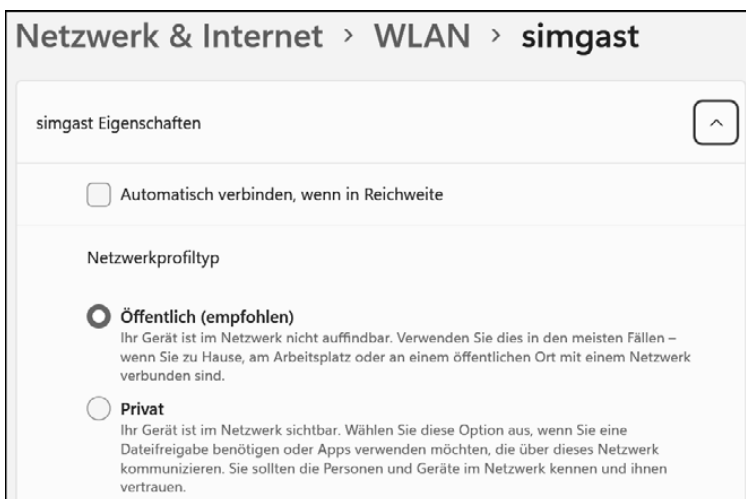 Netzwerk & Internet > WLAN > simgast
simgast Eigenschaften
Automatisch verbinden, wenn in Reichweite
Netzwerkprofiltyp
Öffentlich (empfohlen)
Ihr Gerät ist im Netzwerk nicht auffindbar. Verwenden Sie dies in den meisten Fällen –
wenn Sie zu Hause, am Arbeitsplatz oder an einem öffentlichen Ort mit einem Netzwerk
verbunden sind.
Privat
Ihr Gerät ist im Netzwerk sichtbar. Wählen Sie diese Option aus, wenn Sie eine
Dateifreigabe benötigen oder Apps verwenden möchten, die über dieses Netzwerk
kommunizieren. Sie sollten die Personen und Geräte im Netzwerk kennen und ihnen
vertrauen.